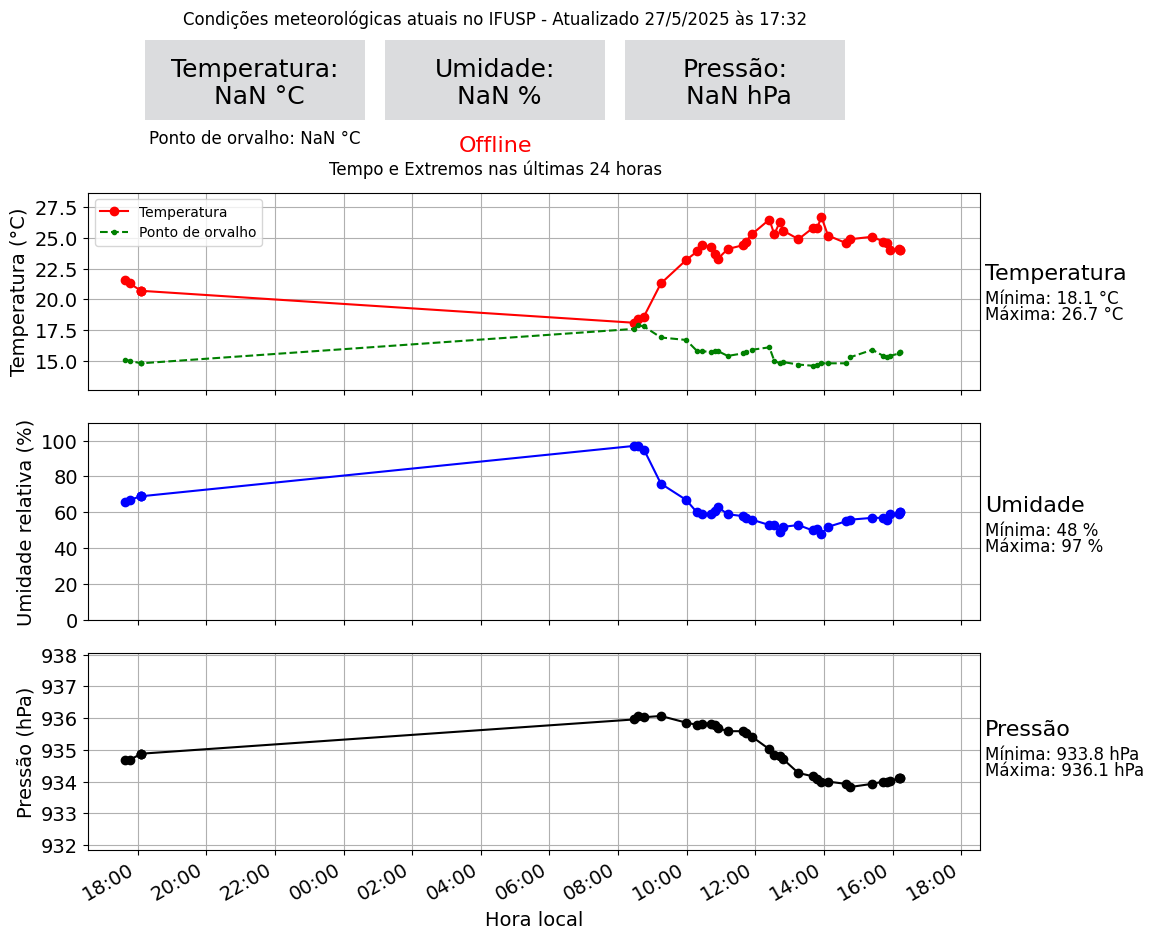 Condições meteorológicas atuais no IFUSP - Atualizado 27/5/2025 às 17:32
Temperatura:
NaN °C
Umidade:
NaN %
Pressão:
NaN hPa
Ponto de orvalho: NaN °C
Offline
Tempo e Extremos nas últimas 24 horas
Temperatura (°C)
27.5
25.0
22.5
20.0
17.5
15.0
Temperatura
Ponto de orvalho
Temperatura
Mínima: 18.1 °C
Máxima: 26.7 °C
Umidade relativa (%)
100
80
60
40
20
0
Umidade
Mínima: 48 %
Máxima: 97 %
Pressão (hPa)
938
937
936
935
934
933
932
Pressão
Mínima: 933.8 hPa
Máxima: 936.1 hPa
18:00
20:00
22:00
00:00
02:00
04:00
06:00
08:00
10:00
12:00
14:00
16:00
18:00
Hora local